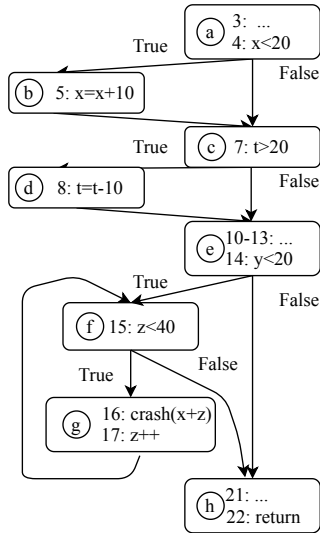 a
3: ...
4: x<20
True
False
b
5: x=x+10
True
c
7: t>20
False
d
8: t=t-10
e
10-13: ...
14: y<20
True
False
f
15: z<40
False
True
g
16: crash(x+z)
17: z++
h
21: ...
22: return